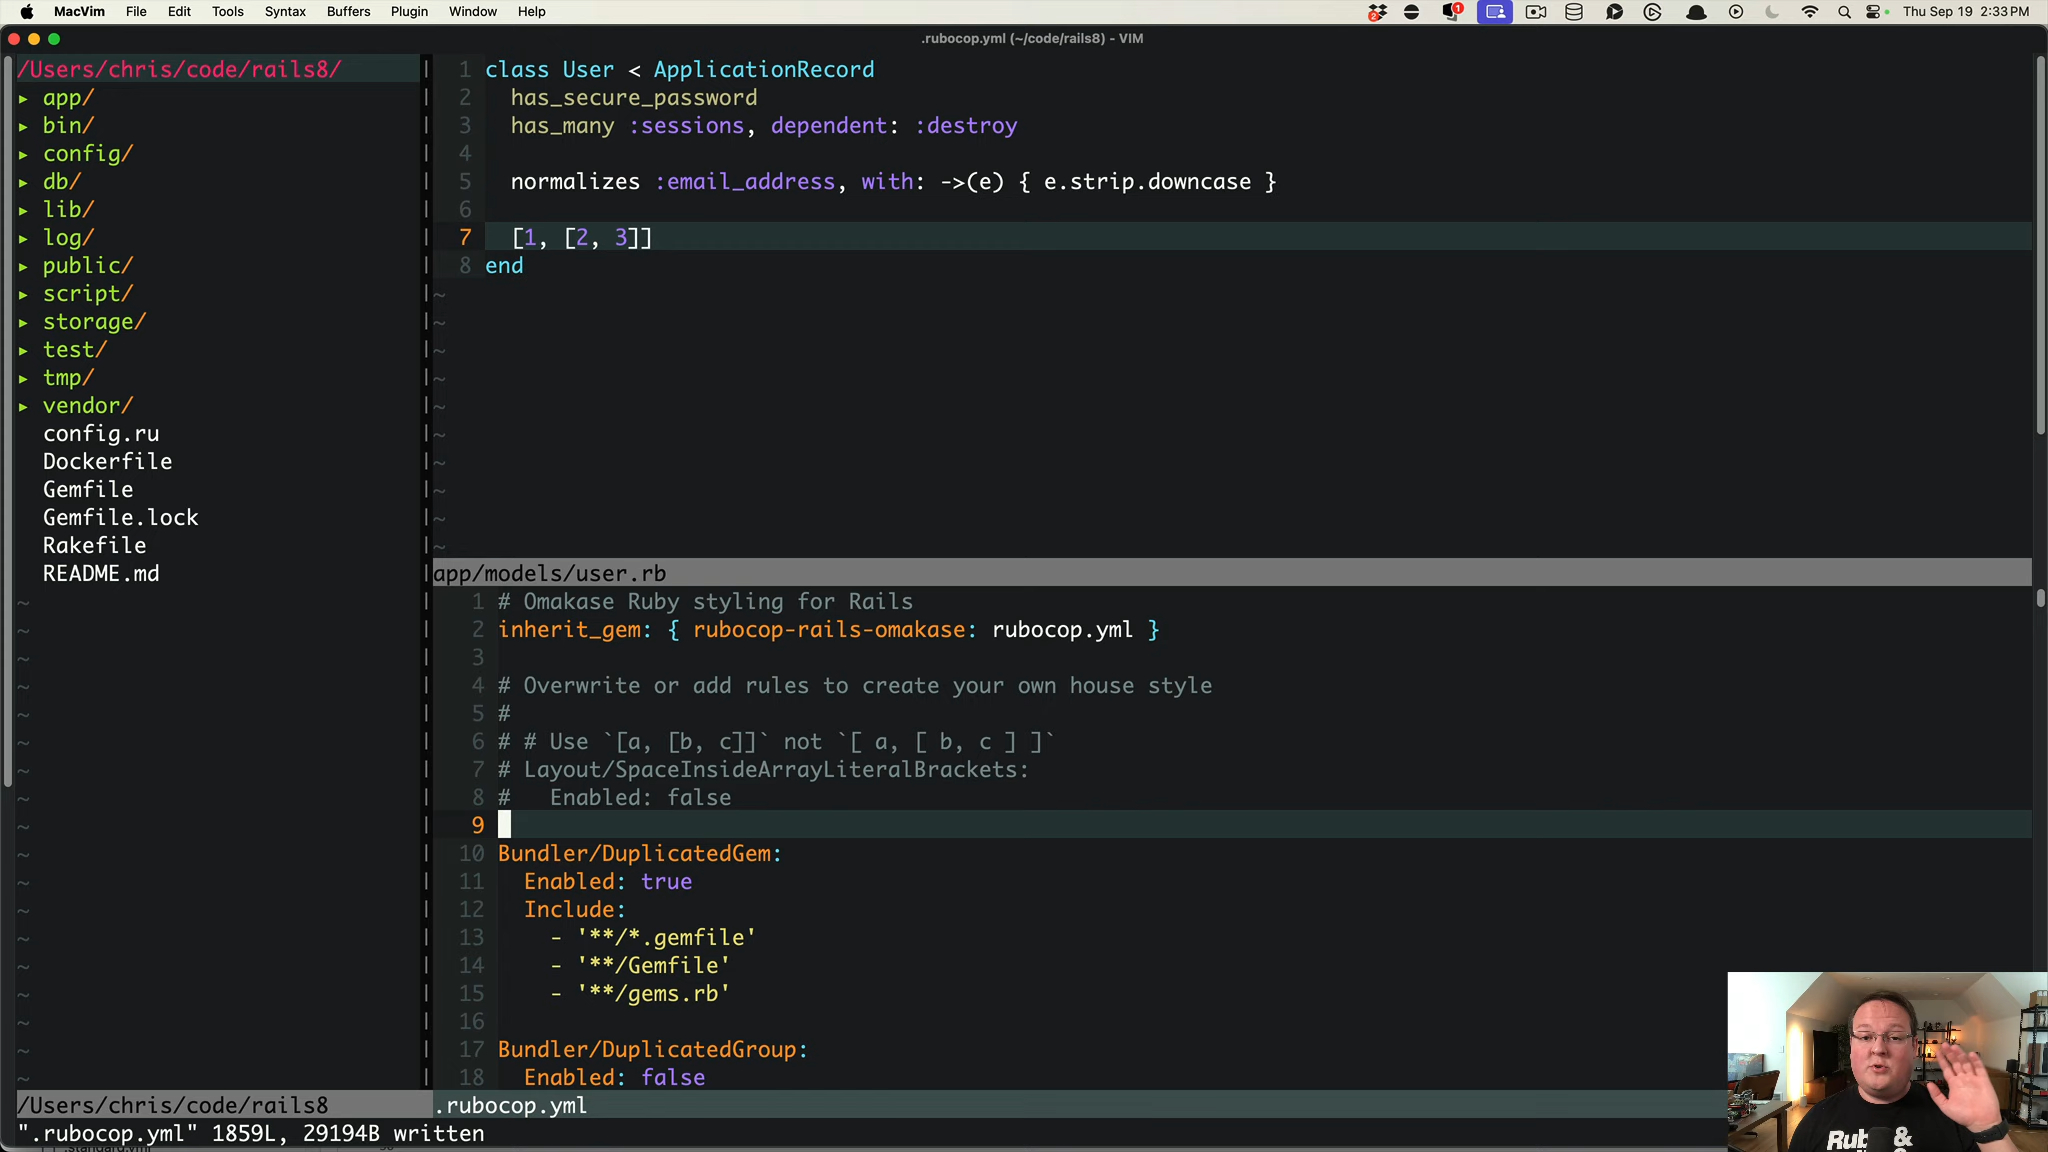 MacVim File Edit Tools Syntax Buffers Plugin Window Help
2 1 Thu Sep 19 2:33 PM
.rubocop.yml (~/code/rails8) - VIM
/Users/chris/code/rails8/
▸ app/
▸ bin/
▸ config/
▸ db/
▸ lib/
▸ log/
▸ public/
▸ script/
▸ storage/
▸ test/
▸ tmp/
▸ vendor/
config.ru
Dockerfile
Gemfile
Gemfile.lock
Rakefile
README.md
/Users/chris/code/rails8
1 class User < ApplicationRecord
2 has_secure_password
3 has_many :sessions, dependent: :destroy
4
5 normalizes :email_address, with: ->(e) { e.strip.downcase }
6
7 [1, [2, 3]]
8 end
app/models/user.rb
1 # Omakase Ruby styling for Rails
2 inherit_gem: { rubocop-rails-omakase: rubocop.yml }
3
4 # Overwrite or add rules to create your own house style
5 #
6 # # Use `[a, [b, c]]` not `[ a, [ b, c ] ]`
7 # Layout/SpaceInsideArrayLiteralBrackets:
8 #   Enabled: false
9
10 Bundler/DuplicatedGem:
11 Enabled: true
12 Include:
13 - '**/*.gemfile'
14 - '**/Gemfile'
15 - '**/gems.rb'
16
17 Bundler/DuplicatedGroup:
18 Enabled: false
.rubocop.yml
".rubocop.yml" 1859L, 29194B written
&